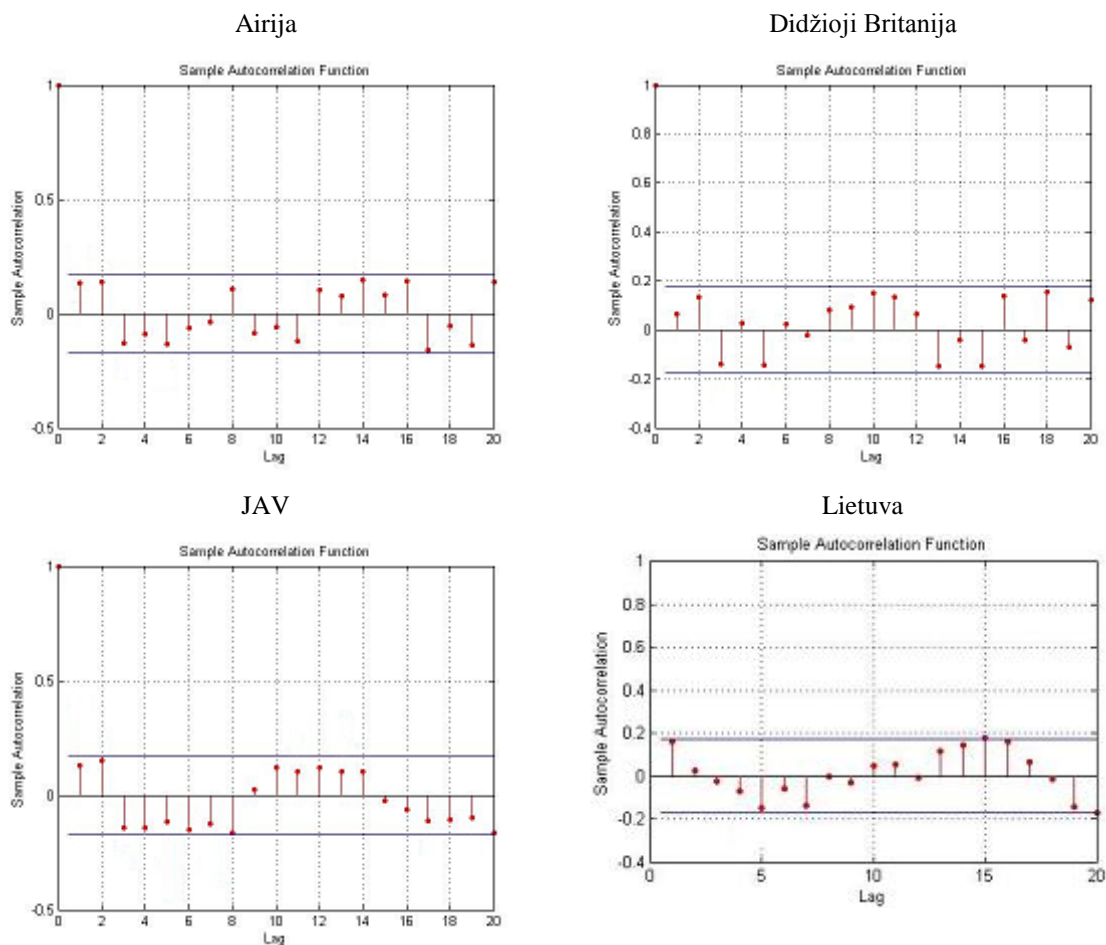 Airija
Sample Autocorrelation Function
1
0.5
0
-0.5
Sample Autocorrelation
0 2 4 6 8 10 12 14 16 18 20
Lag
Didžioji Britanija
Sample Autocorrelation Function
1
0.8
0.6
0.4
0.2
0
-0.2
-0.4
Sample Autocorrelation
0 2 4 6 8 10 12 14 16 18 20
Lag
JAV
Sample Autocorrelation Function
1
0.5
0
-0.5
Sample Autocorrelation
0 2 4 6 8 10 12 14 16 18 20
Lag
Lietuva
Sample Autocorrelation Function
1
0.8
0.6
0.4
0.2
0
-0.2
-0.4
Sample Autocorrelation
0 5 10 15 20
Lag